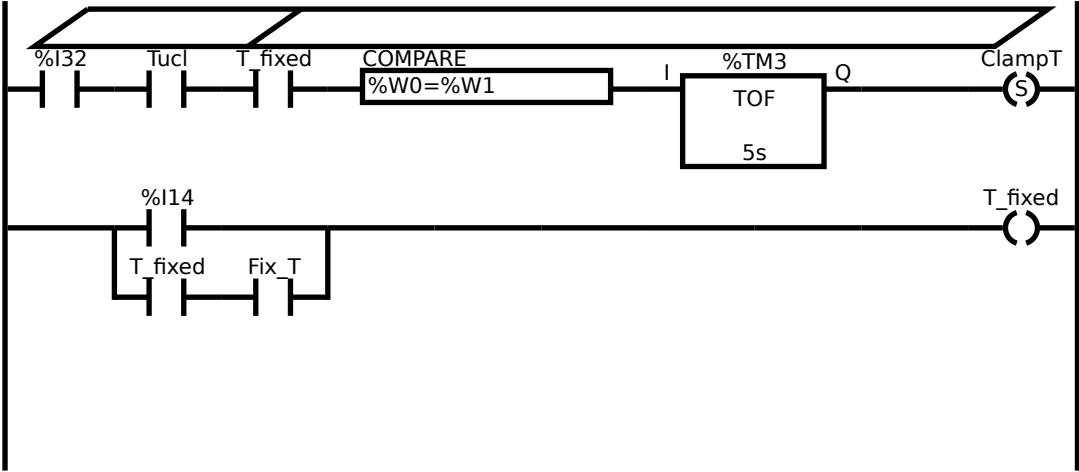 %I32 Tucl T_fixed COMPARE %TM3 ClampT
%W0=%W1 I TOF Q S
5s
%I14 T_fixed
T_fixed Fix_T